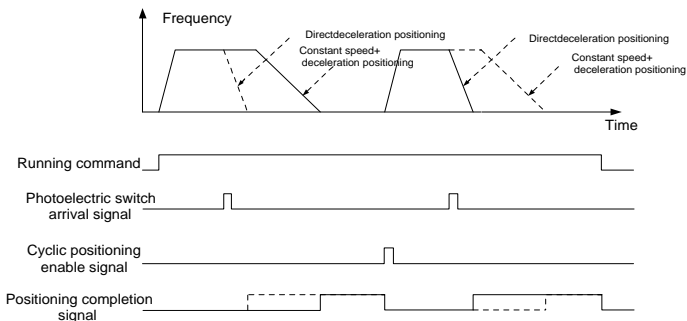 Frequency
Directdeceleration positioning
Constant speed+
deceleration positioning
Directdeceleration positioning
Constant speed+
deceleration positioning
Time
Running command
Photoelectric switch
arrival signal
Cyclic positioning
enable signal
Positioning completion
signal